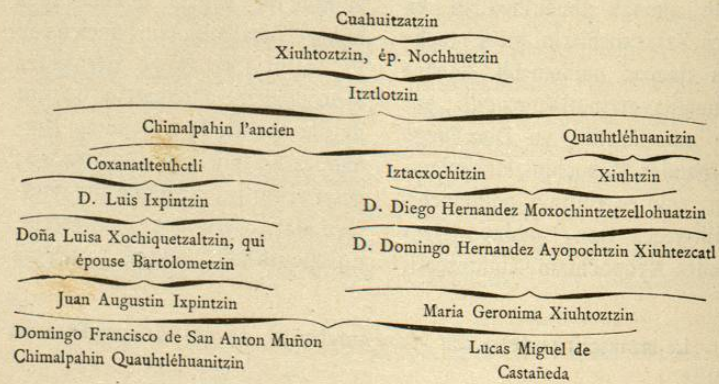 Cuahuitzatzin
Xiuhtoztzin, ép. Nochhuetzin
Itztlotzin
Chimalpahin l'ancien
Quauhtléhuanitzin
Coxanatlteuhctli
Iztacxochitzin
Xiuhtzin
D. Luis Ixpintzin
D. Diego Hernandez Moxochintzetzellohuatzin
Doña Luisa Xochiquetzaltzin, qui
épouse Bartolometzin
D. Domingo Hernandez Ayopochtzin Xiuhtezcatl
Juan Augustin Ixpintzin
Maria Geronima Xiuhtoztzin
Domingo Francisco de San Anton Muñon
Chimalpahin Quauhtléhuanitzin
Lucas Miguel de
Castañeda